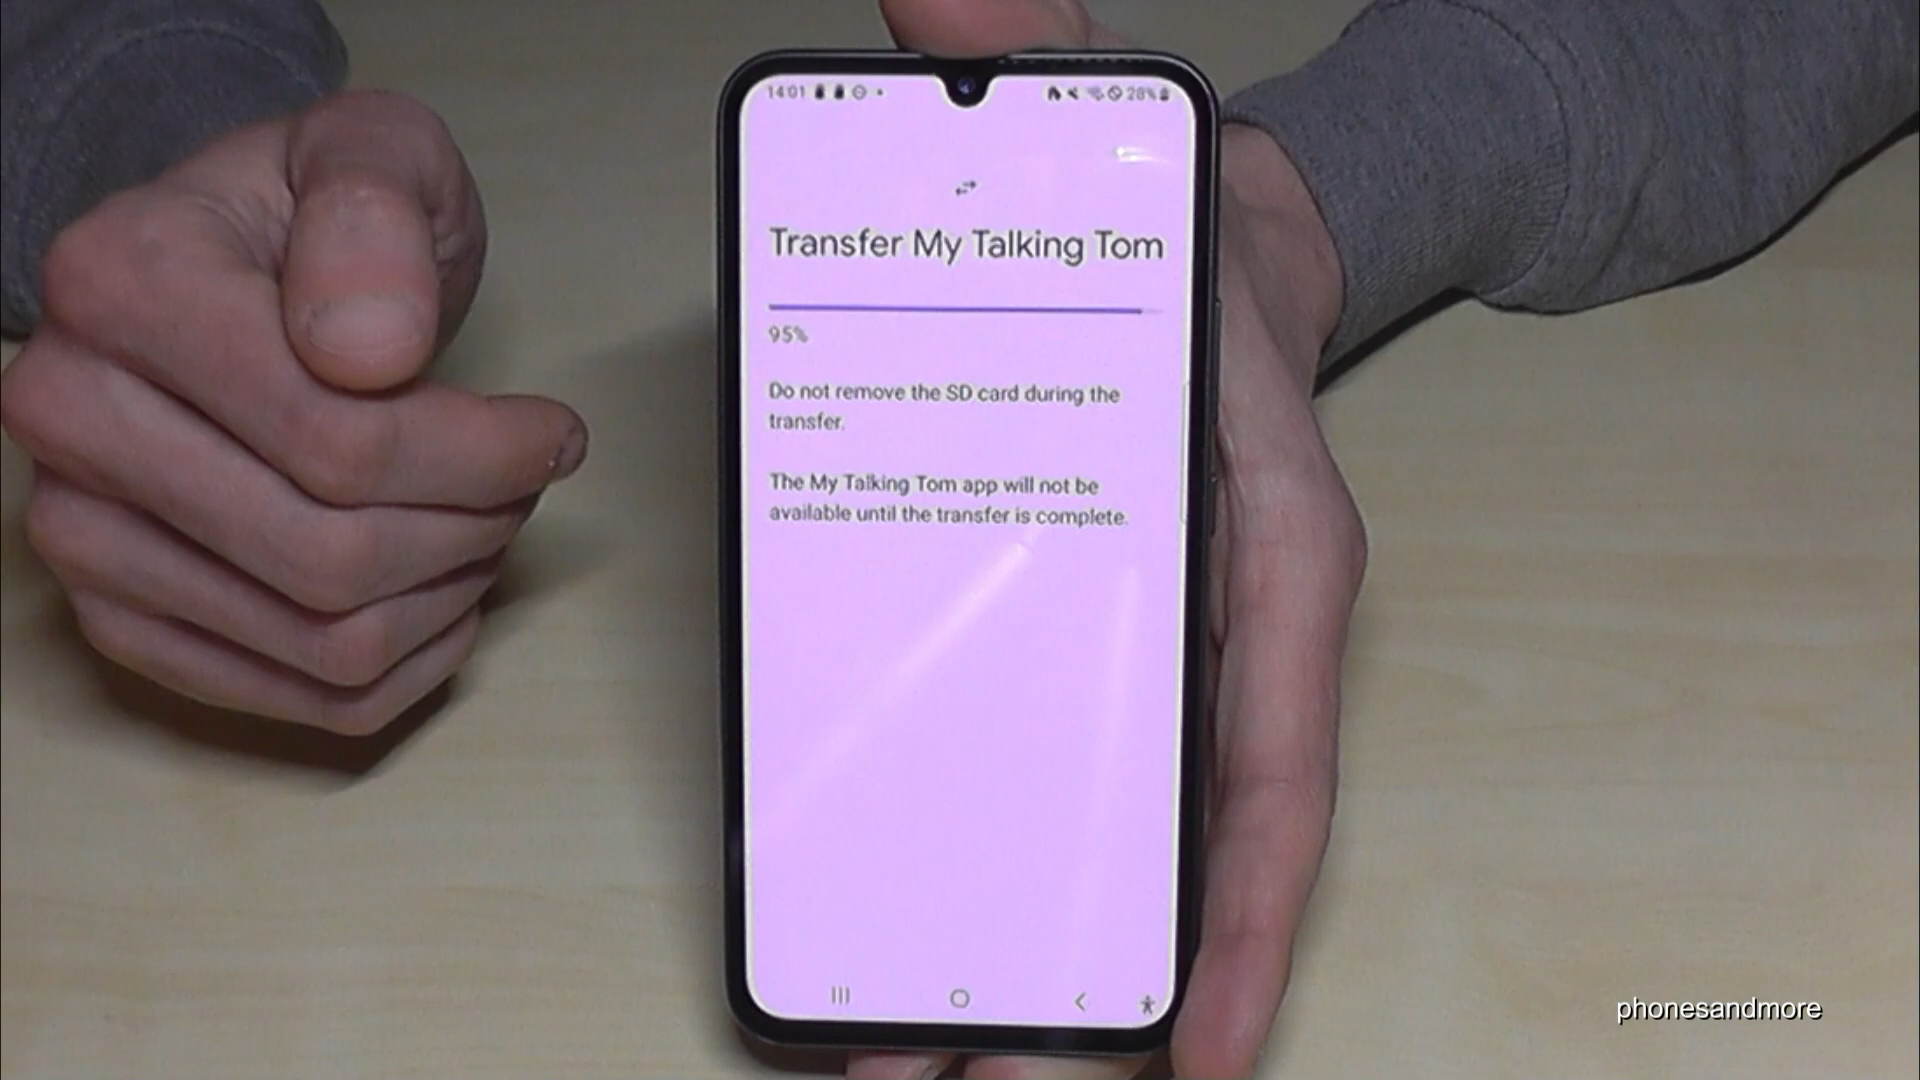 14:01
28%
Transfer My Talking Tom
95%
Do not remove the SD card during the
transfer.
The My Talking Tom app will not be
available until the transfer is complete.
phonesandmore